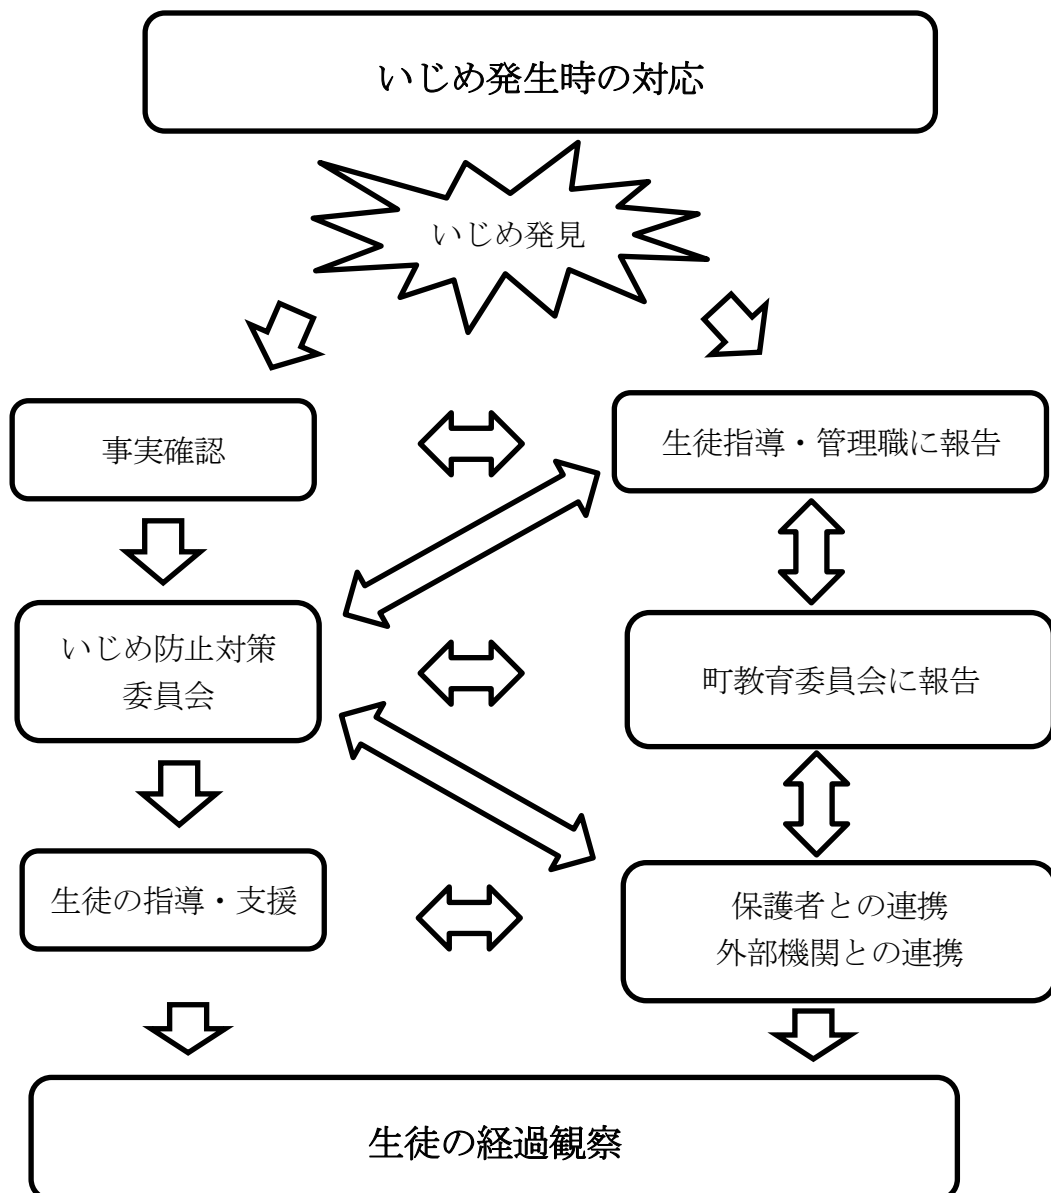 いじめ発生時の対応
いじめ発見
事実確認
生徒指導・管理職に報告
いじめ防止対策
委員会
町教育委員会に報告
生徒の指導・支援
保護者との連携
外部機関との連携
生徒の経過観察